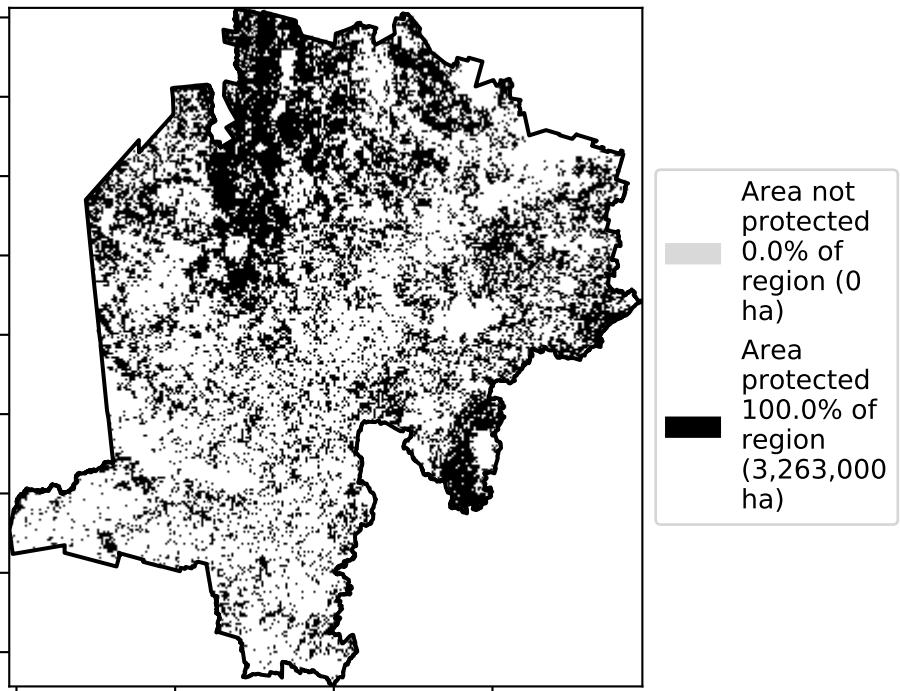 Area not
protected
0.0% of
region (0
ha)
Area
protected
100.0% of
region
(3,263,000
ha)